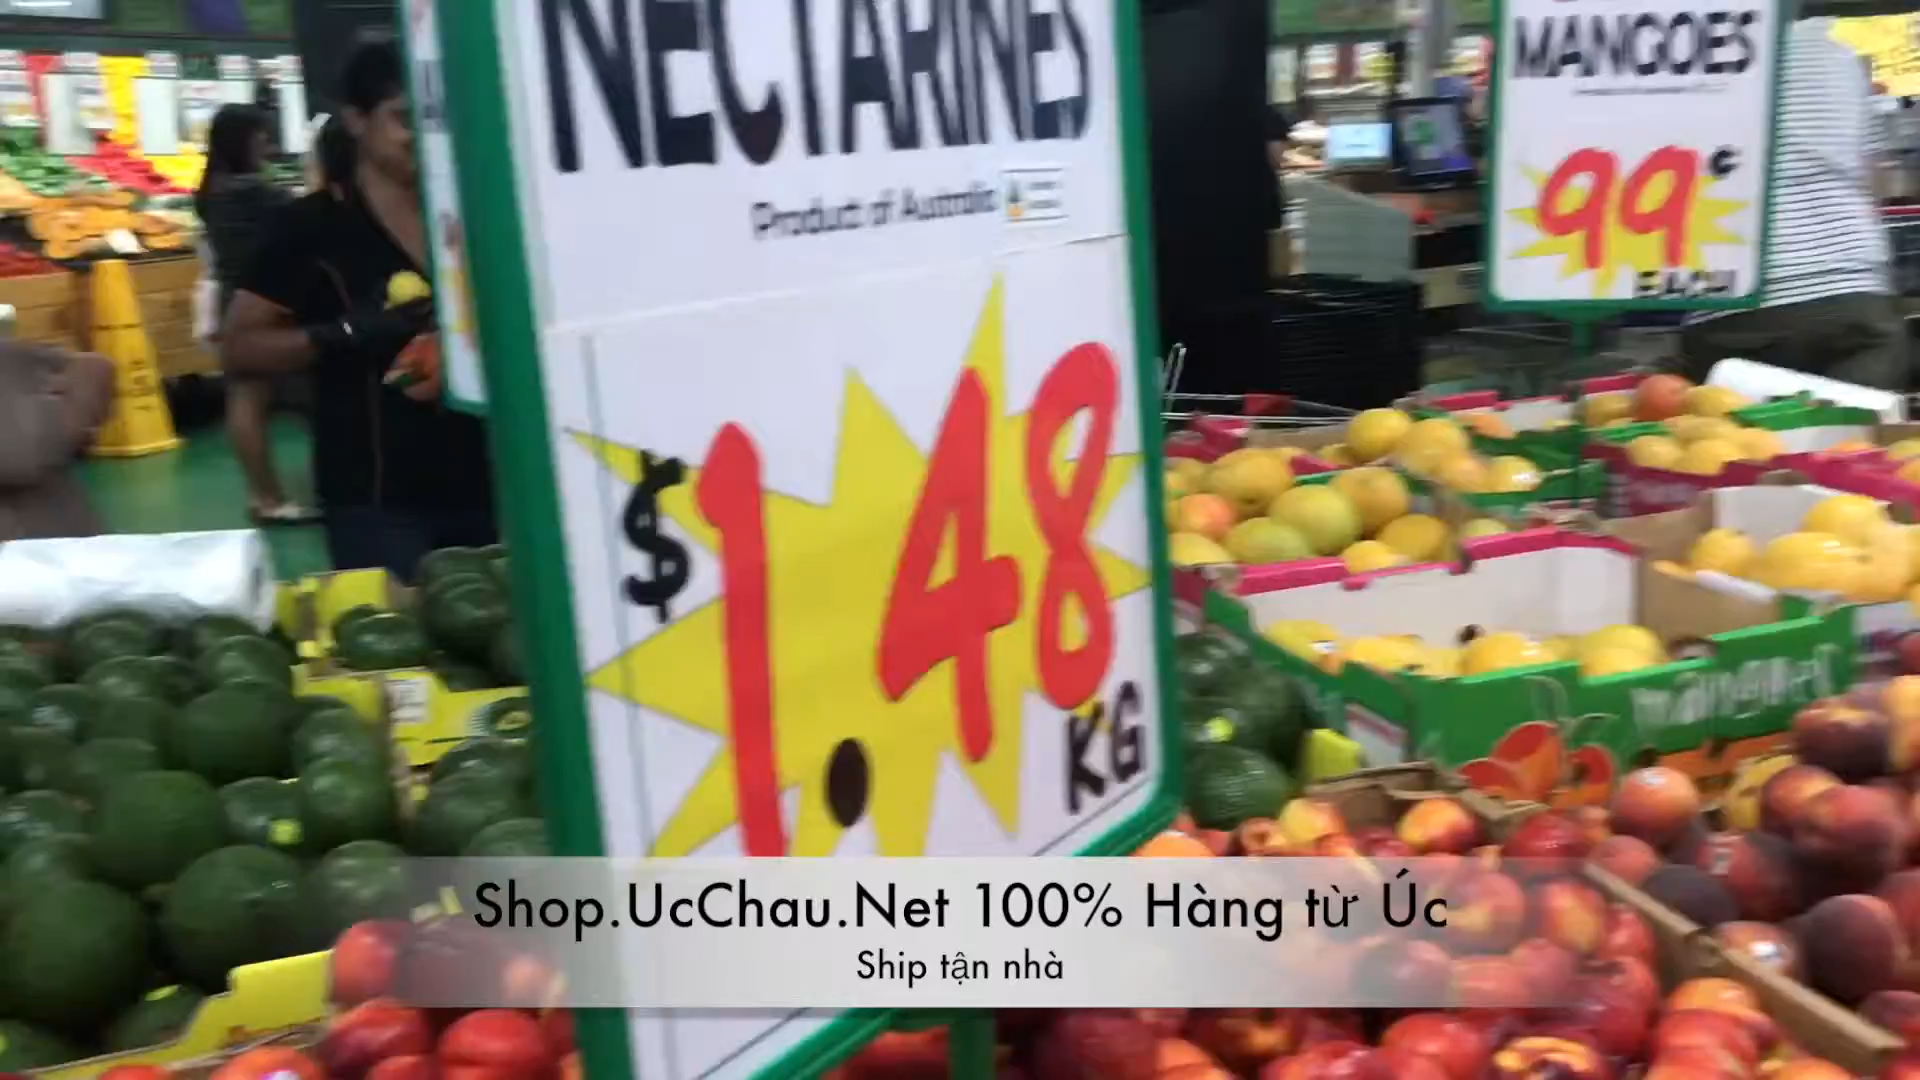 NECTARINES
Product of Australia
$1.48
KG
MANGOES
99¢
EACH
Shop.UcChau.Net 100% Hàng từ Úc
Ship tận nhà